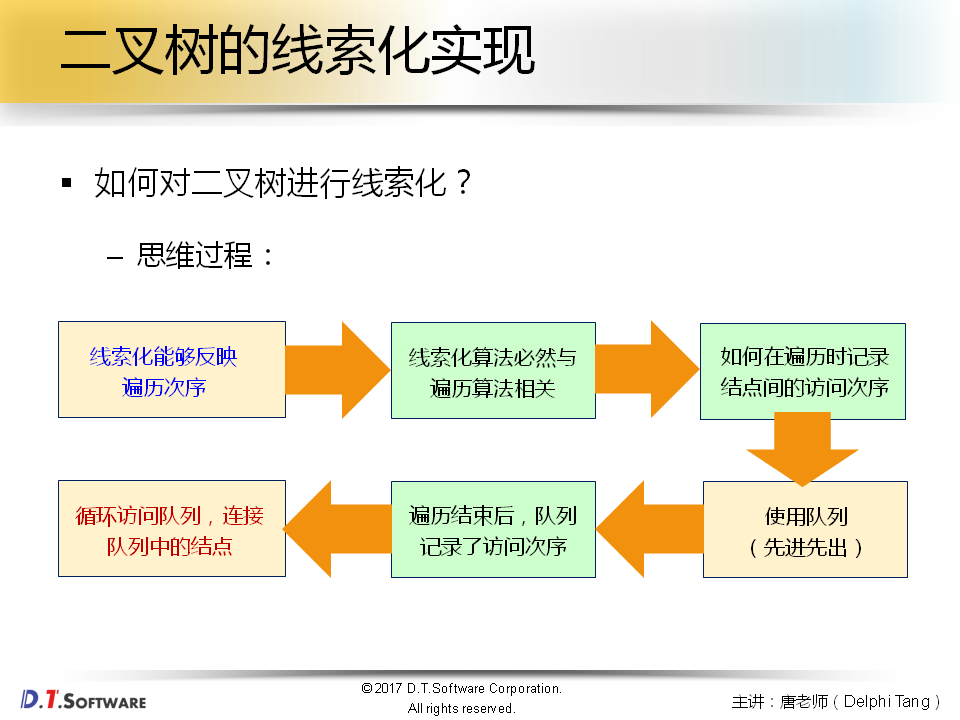 二叉树的线索化实现
▪ 如何对二叉树进行线索化？
– 思维过程：
线索化能够反映
遍历次序
线索化算法必然与
遍历算法相关
如何在遍历时记录
结点间的访问次序
使用队列
（先进先出）
遍历结束后，队列
记录了访问次序
循环访问队列，连接
队列中的结点
D.T.SOFTWARE
©2017 D.T.Software Corporation.
All rights reserved.
主讲：唐老师（Delphi Tang）